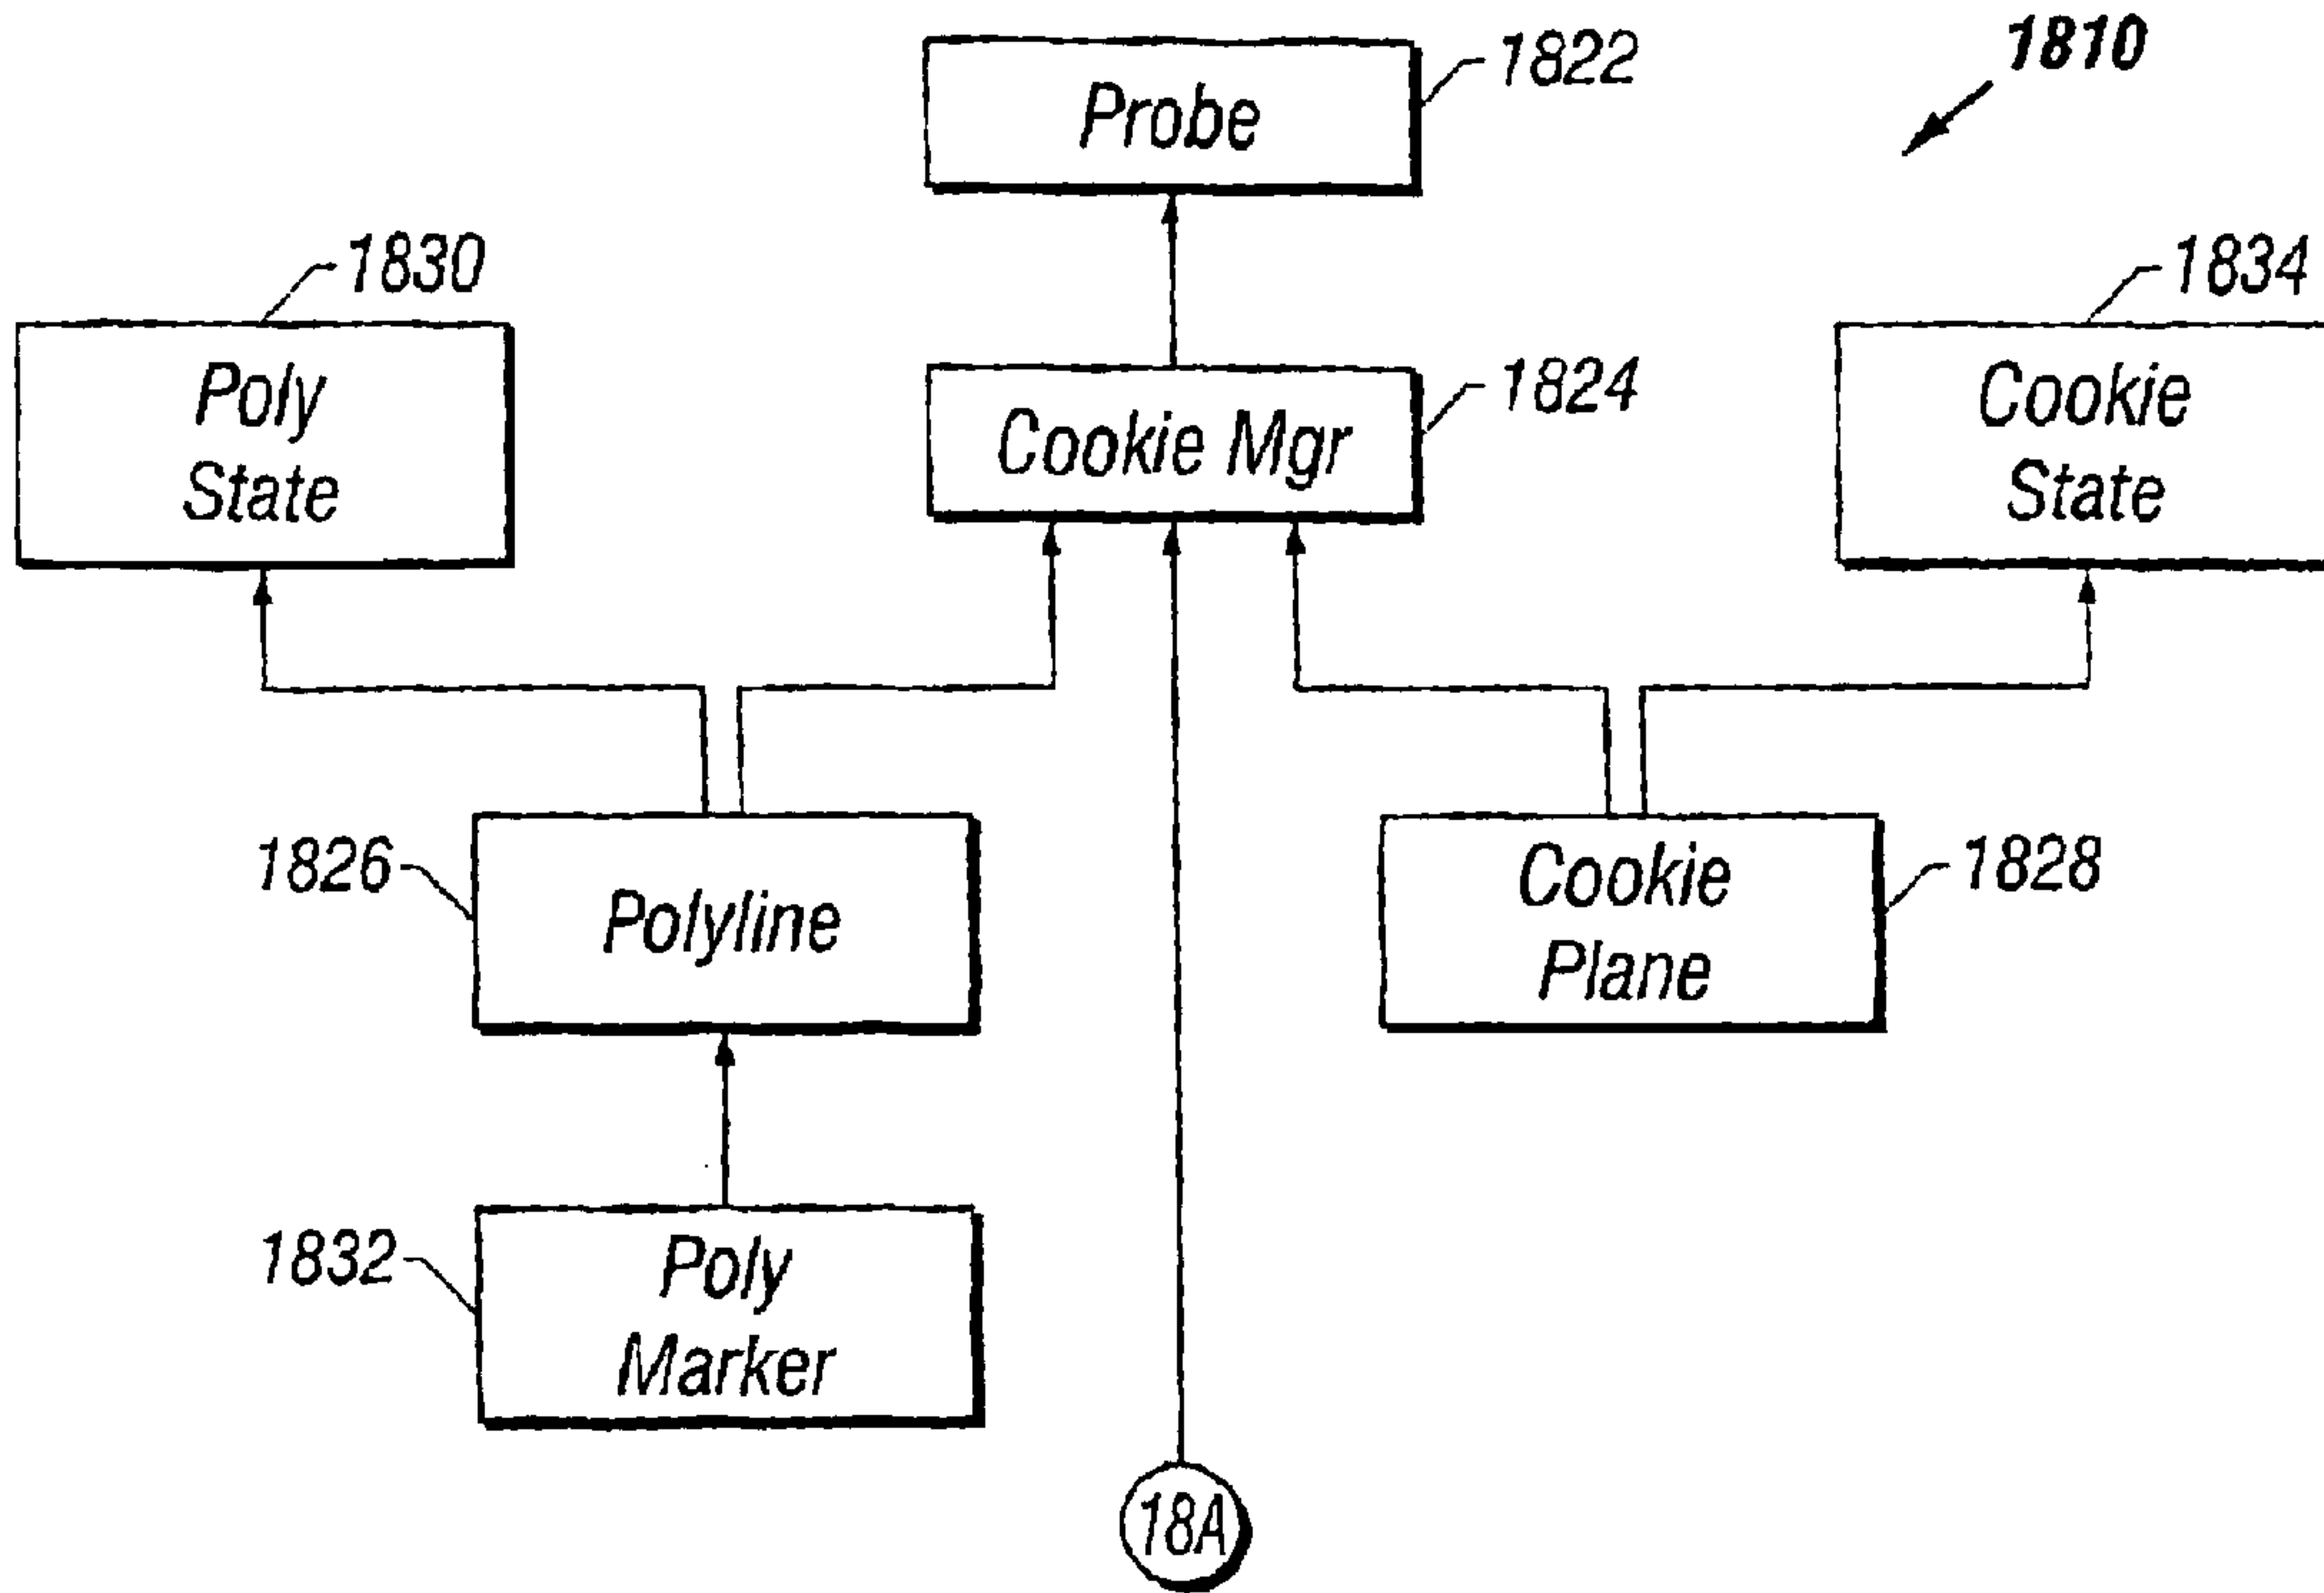 1810
Probe
1822
1830
Poly
State
Cookie Mgr
1824
1834
Cookie
State
1826
Polyline
Cookie
Plane
1828
1832
Poly
Marker
18A